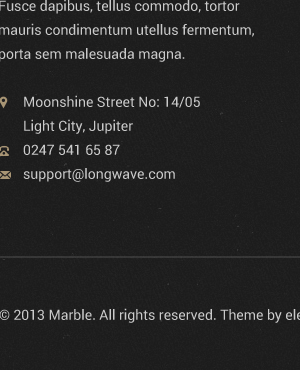 Fusce dapibus, tellus commodo, tortor
mauris condimentum utellus fermentum,
porta sem malesuada magna.
Moonshine Street No: 14/05
Light City, Jupiter
0247 541 65 87
support@longwave.com
© 2013 Marble. All rights reserved. Theme by ele